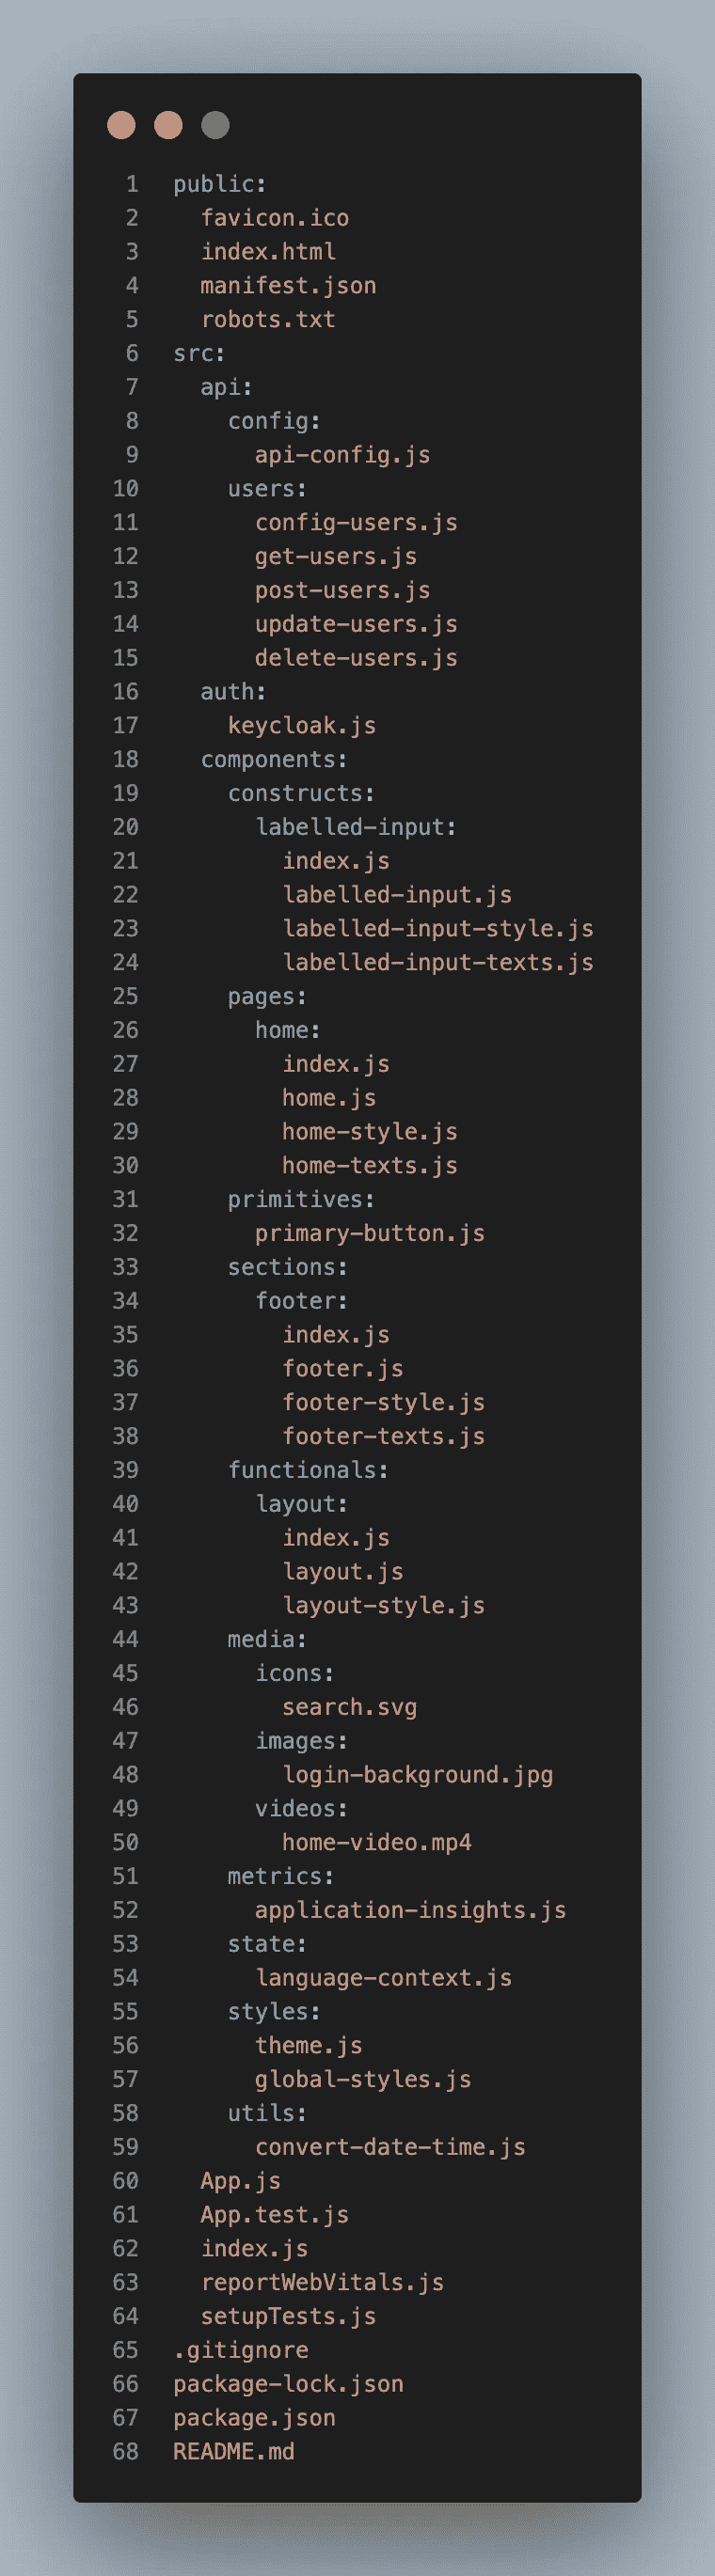 1 public:
2   favicon.ico
3   index.html
4   manifest.json
5   robots.txt
6 src:
7   api:
8     config:
9       api-config.js
10     users:
11       config-users.js
12       get-users.js
13       post-users.js
14       update-users.js
15       delete-users.js
16   auth:
17     keycloak.js
18   components:
19     constructs:
20       labelled-input:
21         index.js
22         labelled-input.js
23         labelled-input-style.js
24         labelled-input-texts.js
25     pages:
26       home:
27         index.js
28         home.js
29         home-style.js
30         home-texts.js
31     primitives:
32       primary-button.js
33     sections:
34       footer:
35         index.js
36         footer.js
37         footer-style.js
38         footer-texts.js
39     functionals:
40       layout:
41         index.js
42         layout.js
43         layout-style.js
44     media:
45       icons:
46         search.svg
47       images:
48         login-background.jpg
49       videos:
50         home-video.mp4
51     metrics:
52       application-insights.js
53     state:
54       language-context.js
55     styles:
56       theme.js
57       global-styles.js
58     utils:
59       convert-date-time.js
60   App.js
61   App.test.js
62   index.js
63   reportWebVitals.js
64   setupTests.js
65 .gitignore
66 package-lock.json
67 package.json
68 README.md